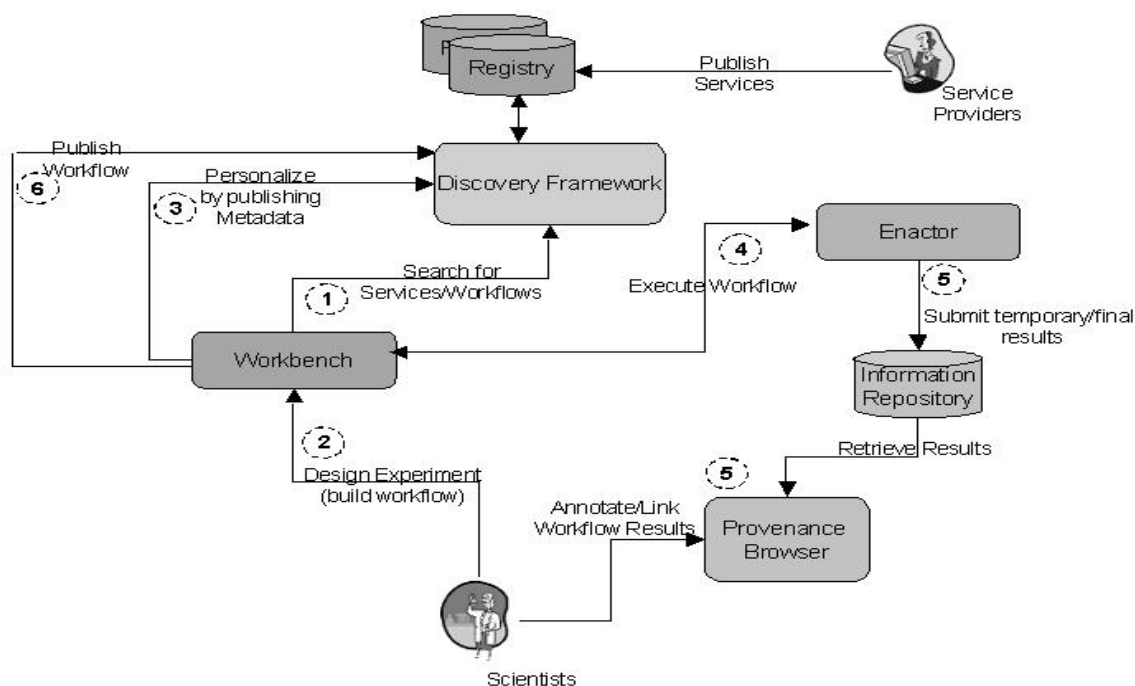 Registry
Publish
Services
Service
Providers
Publish
Workflow
6
Personalize
by publishing
Metadata
3
Discovery Framework
4
Enactor
Search for
Services/Workflows
1
Execute Workflow
5
Submit temporary/final
results
Workbench
Information
Repository
2
Design Experiment
(build workflow)
Retrieve Results
5
Annotate/Link
Workflow Results
Provenance
Browser
Scientists